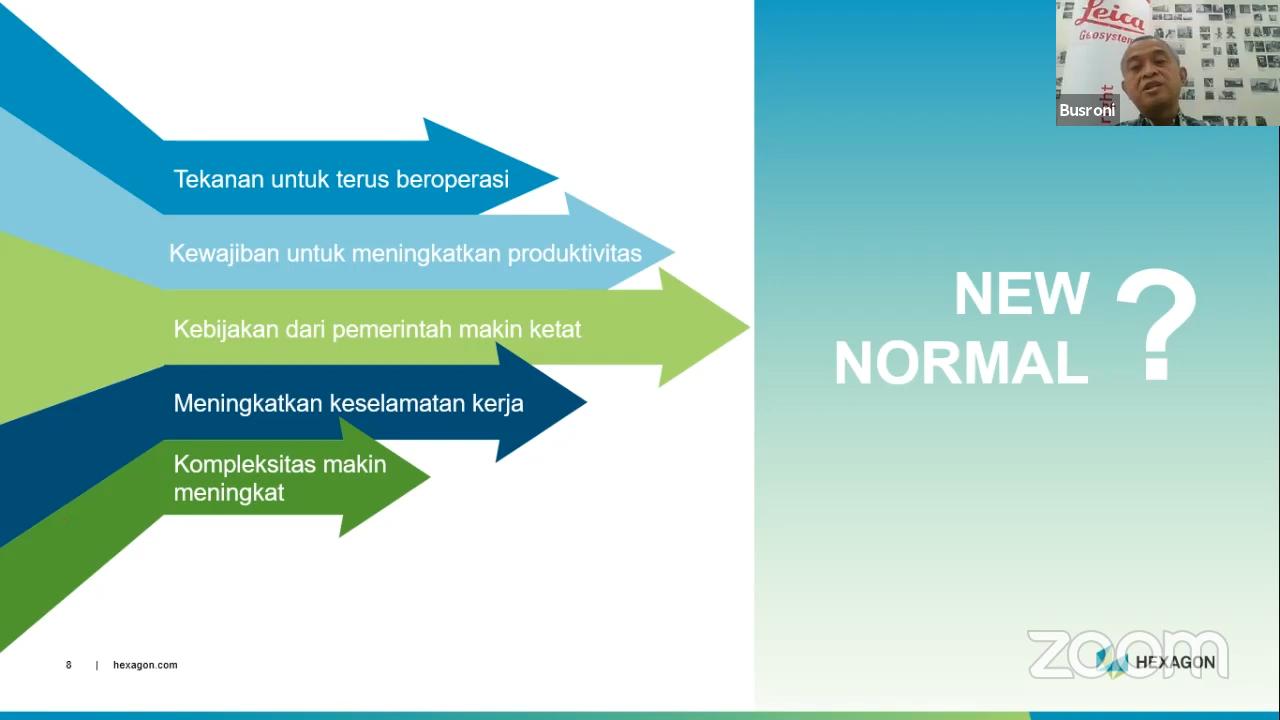 Leica
Geosystem
Busroni
Tekanan untuk terus beroperasi
Kewajiban untuk meningkatkan produktivitas
Kebijakan dari pemerintah makin ketat
Meningkatkan keselamatan kerja
Kompleksitas makin
meningkat
NEW
NORMAL
?
8 | hexagon.com
zoom
HEXAGON